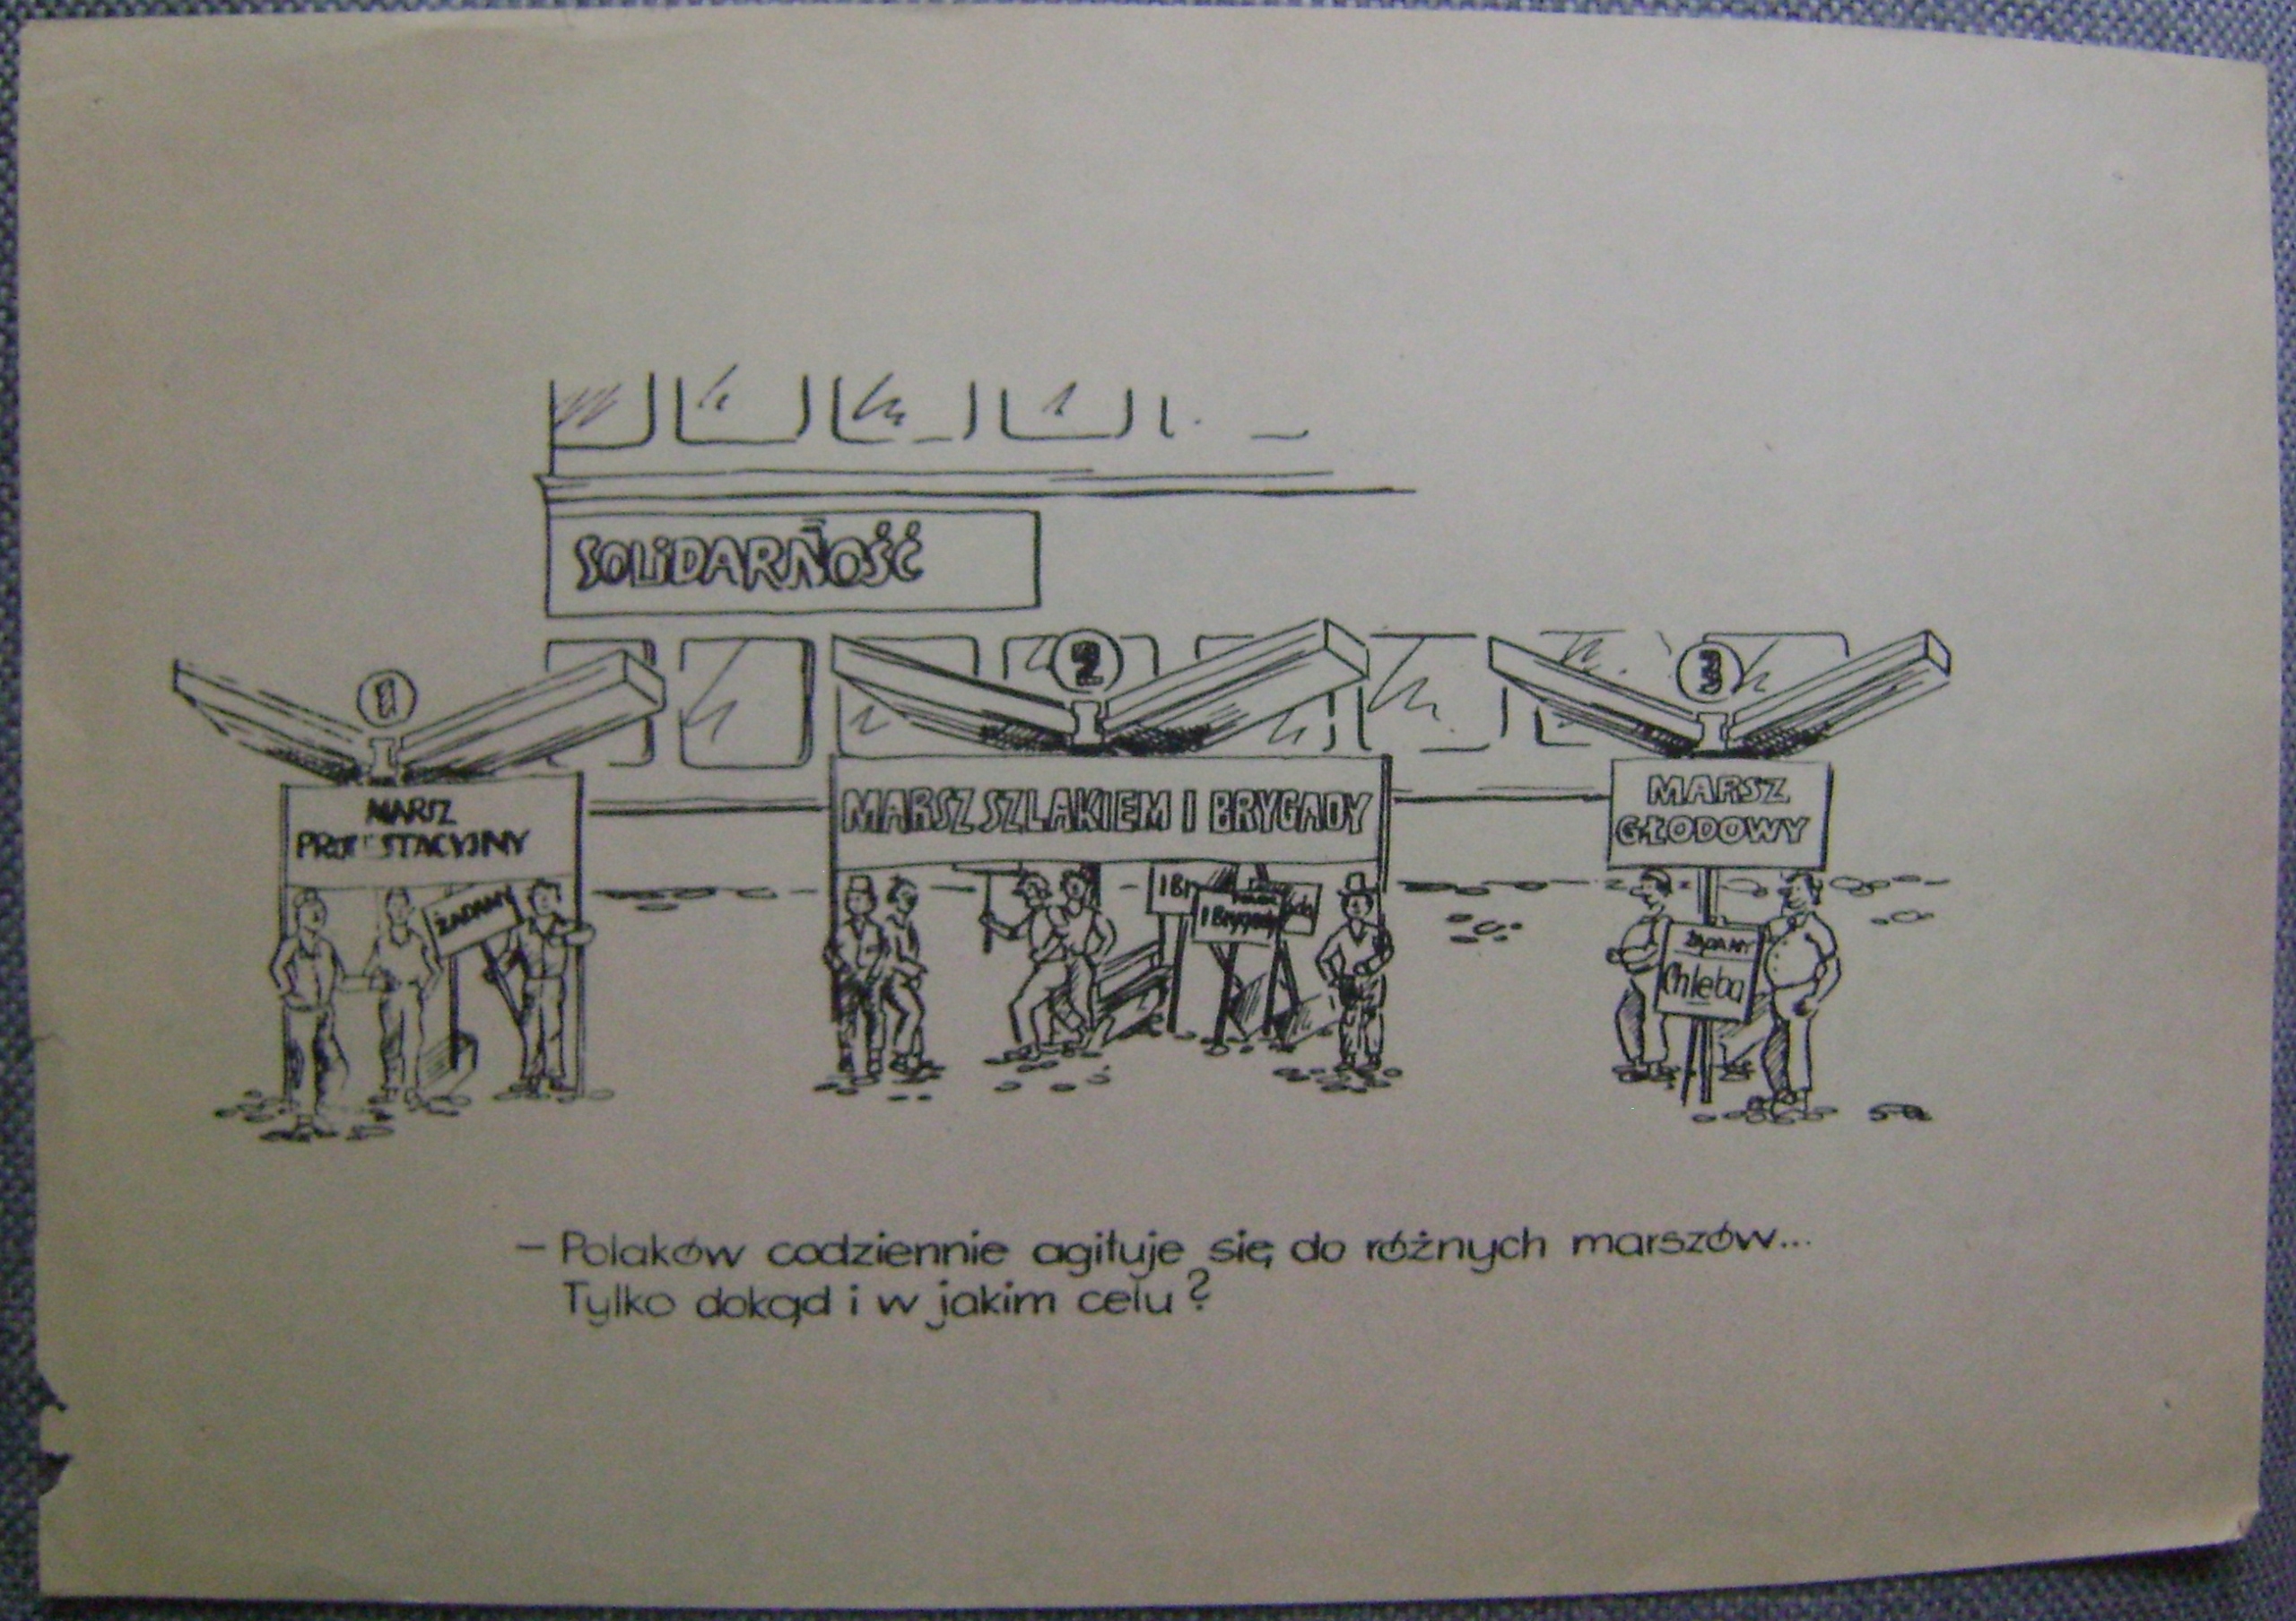 SOLiDARNOŚĆ
1
2
3
MARSZ
PROTESTACYJNY
MARSZ SZLAKIEM I BRYGADY
MARSZ
GŁODOWY
ŻĄDAMY
I Br
I Brygady
ŻĄDAMY
Chleba
– Polaków codziennie agituje się do różnych marszów...
Tylko dokąd i w jakim celu?